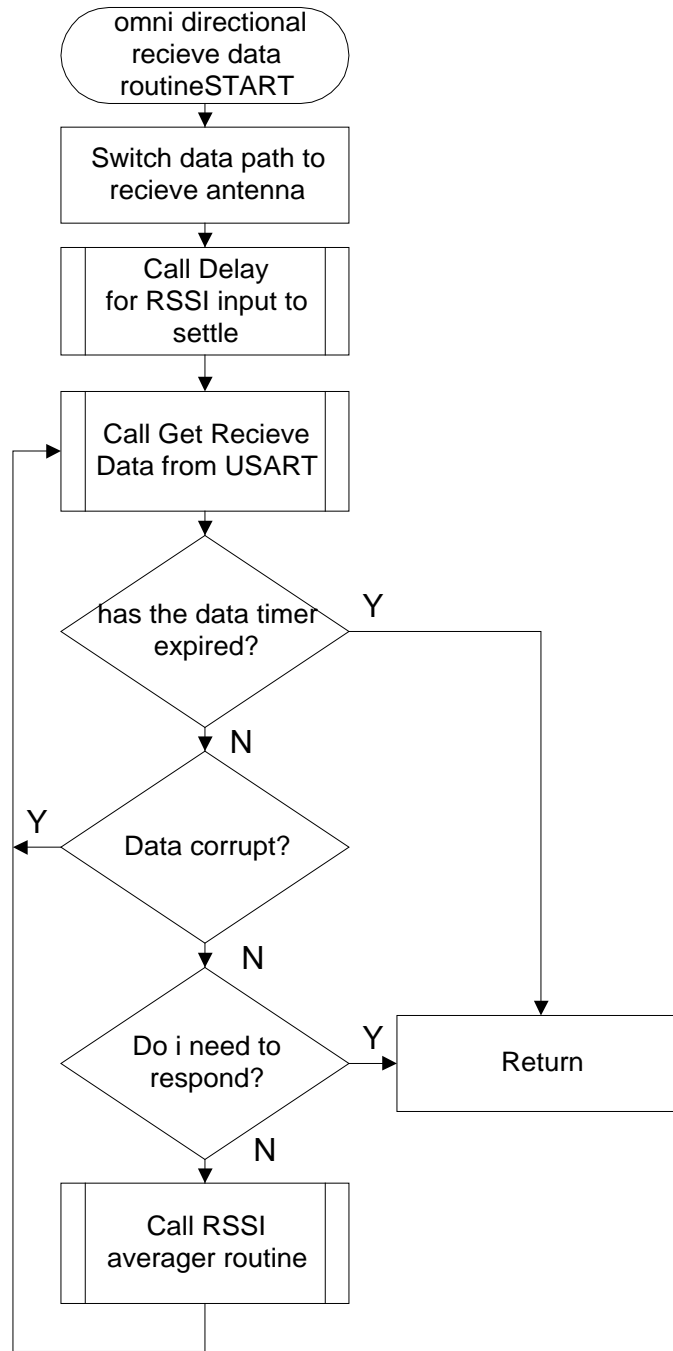 omni directional
recieve data
routineSTART
Switch data path to
recieve antenna
Call Delay
for RSSI input to
settle
Call Get Recieve
Data from USART
has the data timer
expired?
Y
N
Data corrupt?
Y
N
Do i need to
respond?
Y
Return
N
Call RSSI
averager routine